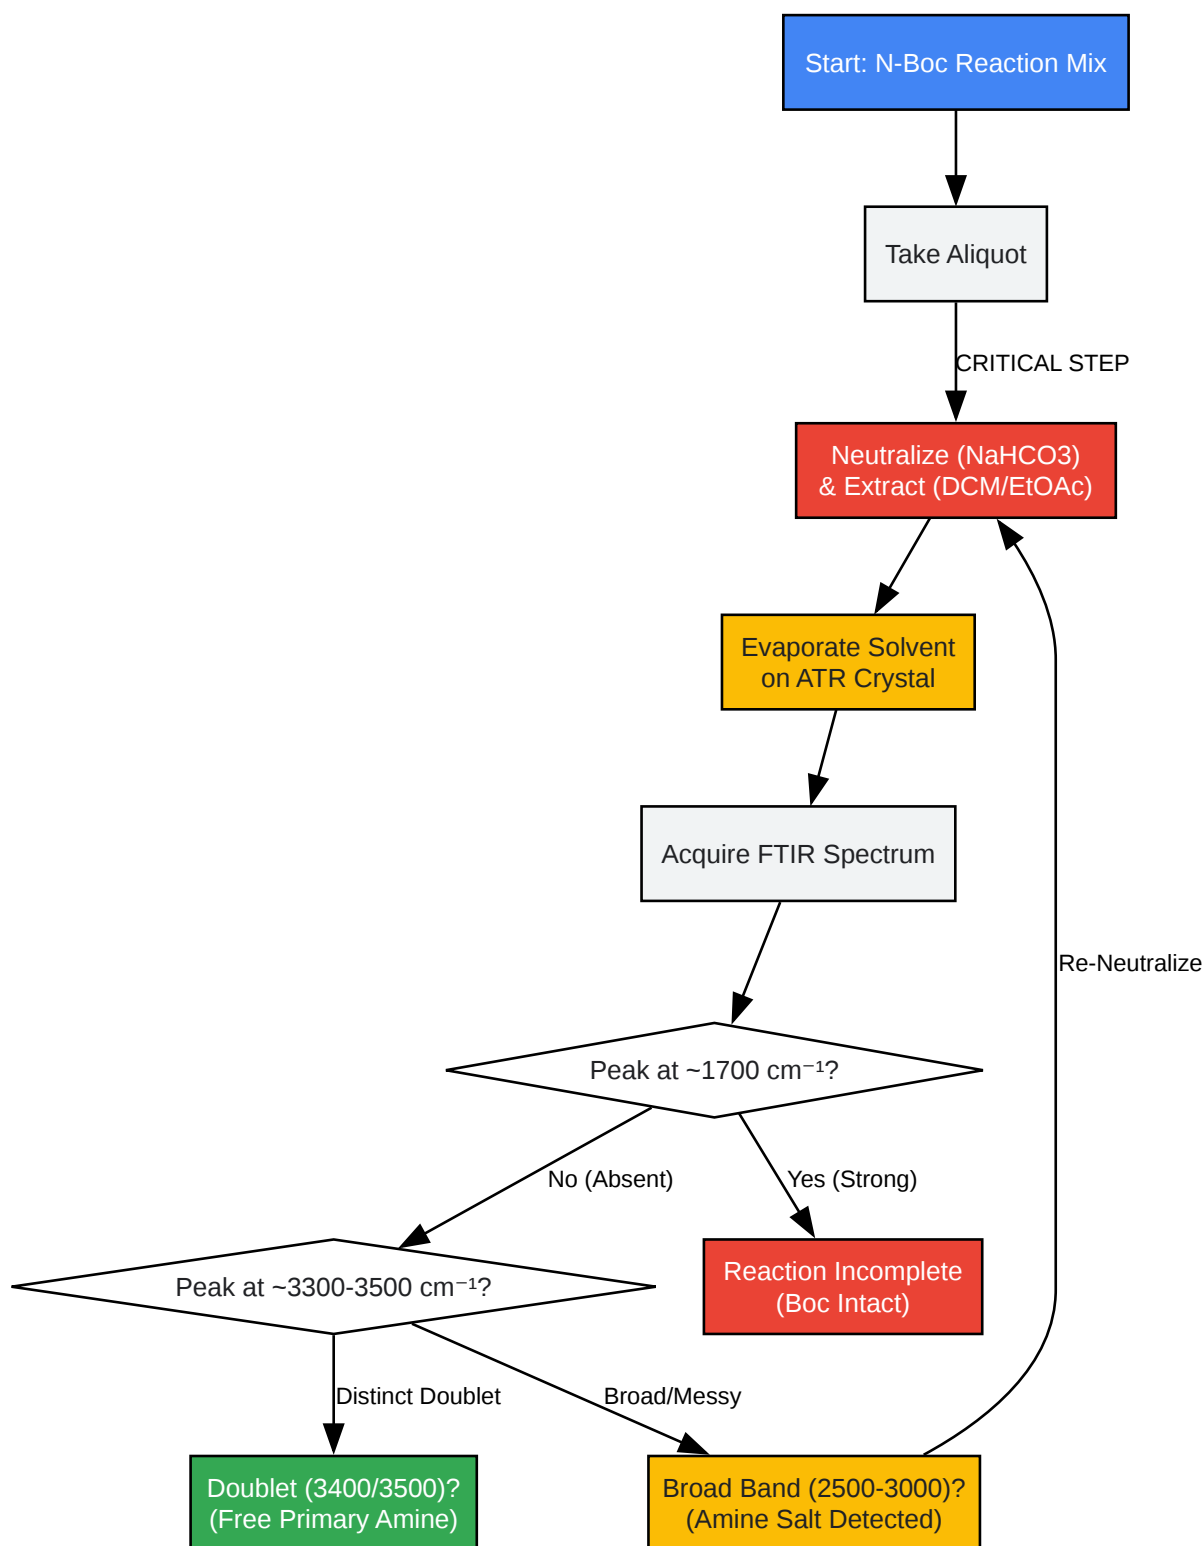 Start: N-Boc Reaction Mix
Take Aliquot
CRITICAL STEP
Neutralize (NaHCO3)
& Extract (DCM/EtOAc)
Evaporate Solvent
on ATR Crystal
Acquire FTIR Spectrum
Re-Neutralize
Peak at ~1700 cm⁻¹?
No (Absent)
Yes (Strong)
Peak at ~3300-3500 cm⁻¹?
Reaction Incomplete
(Boc Intact)
Distinct Doublet
Broad/Messy
Doublet (3400/3500)?
(Free Primary Amine)
Broad Band (2500-3000)?
(Amine Salt Detected)